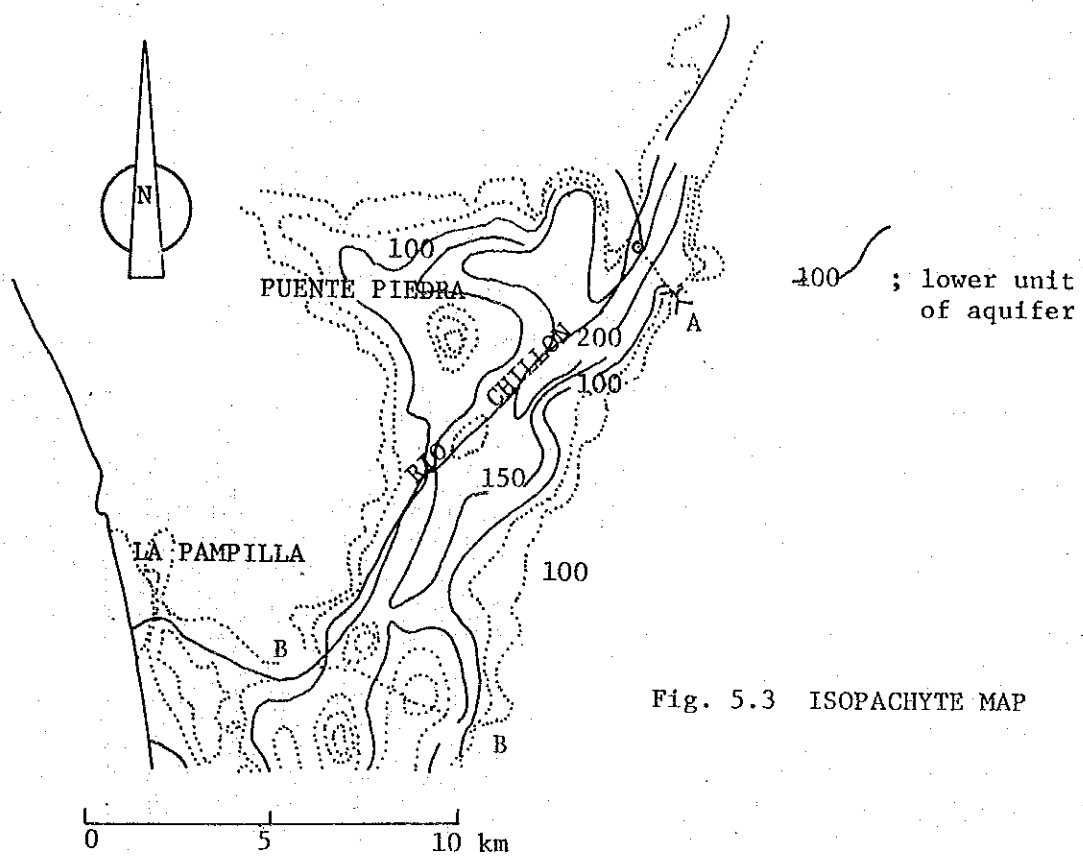 N
100
PUENTE PIEDRA
100 ; lower unit
of aquifer
A
200
RIO CHILLON
100
150
100
LA PAMPILLA
B
B
Fig. 5.3 ISOPACHYTE MAP
0 5 10 km